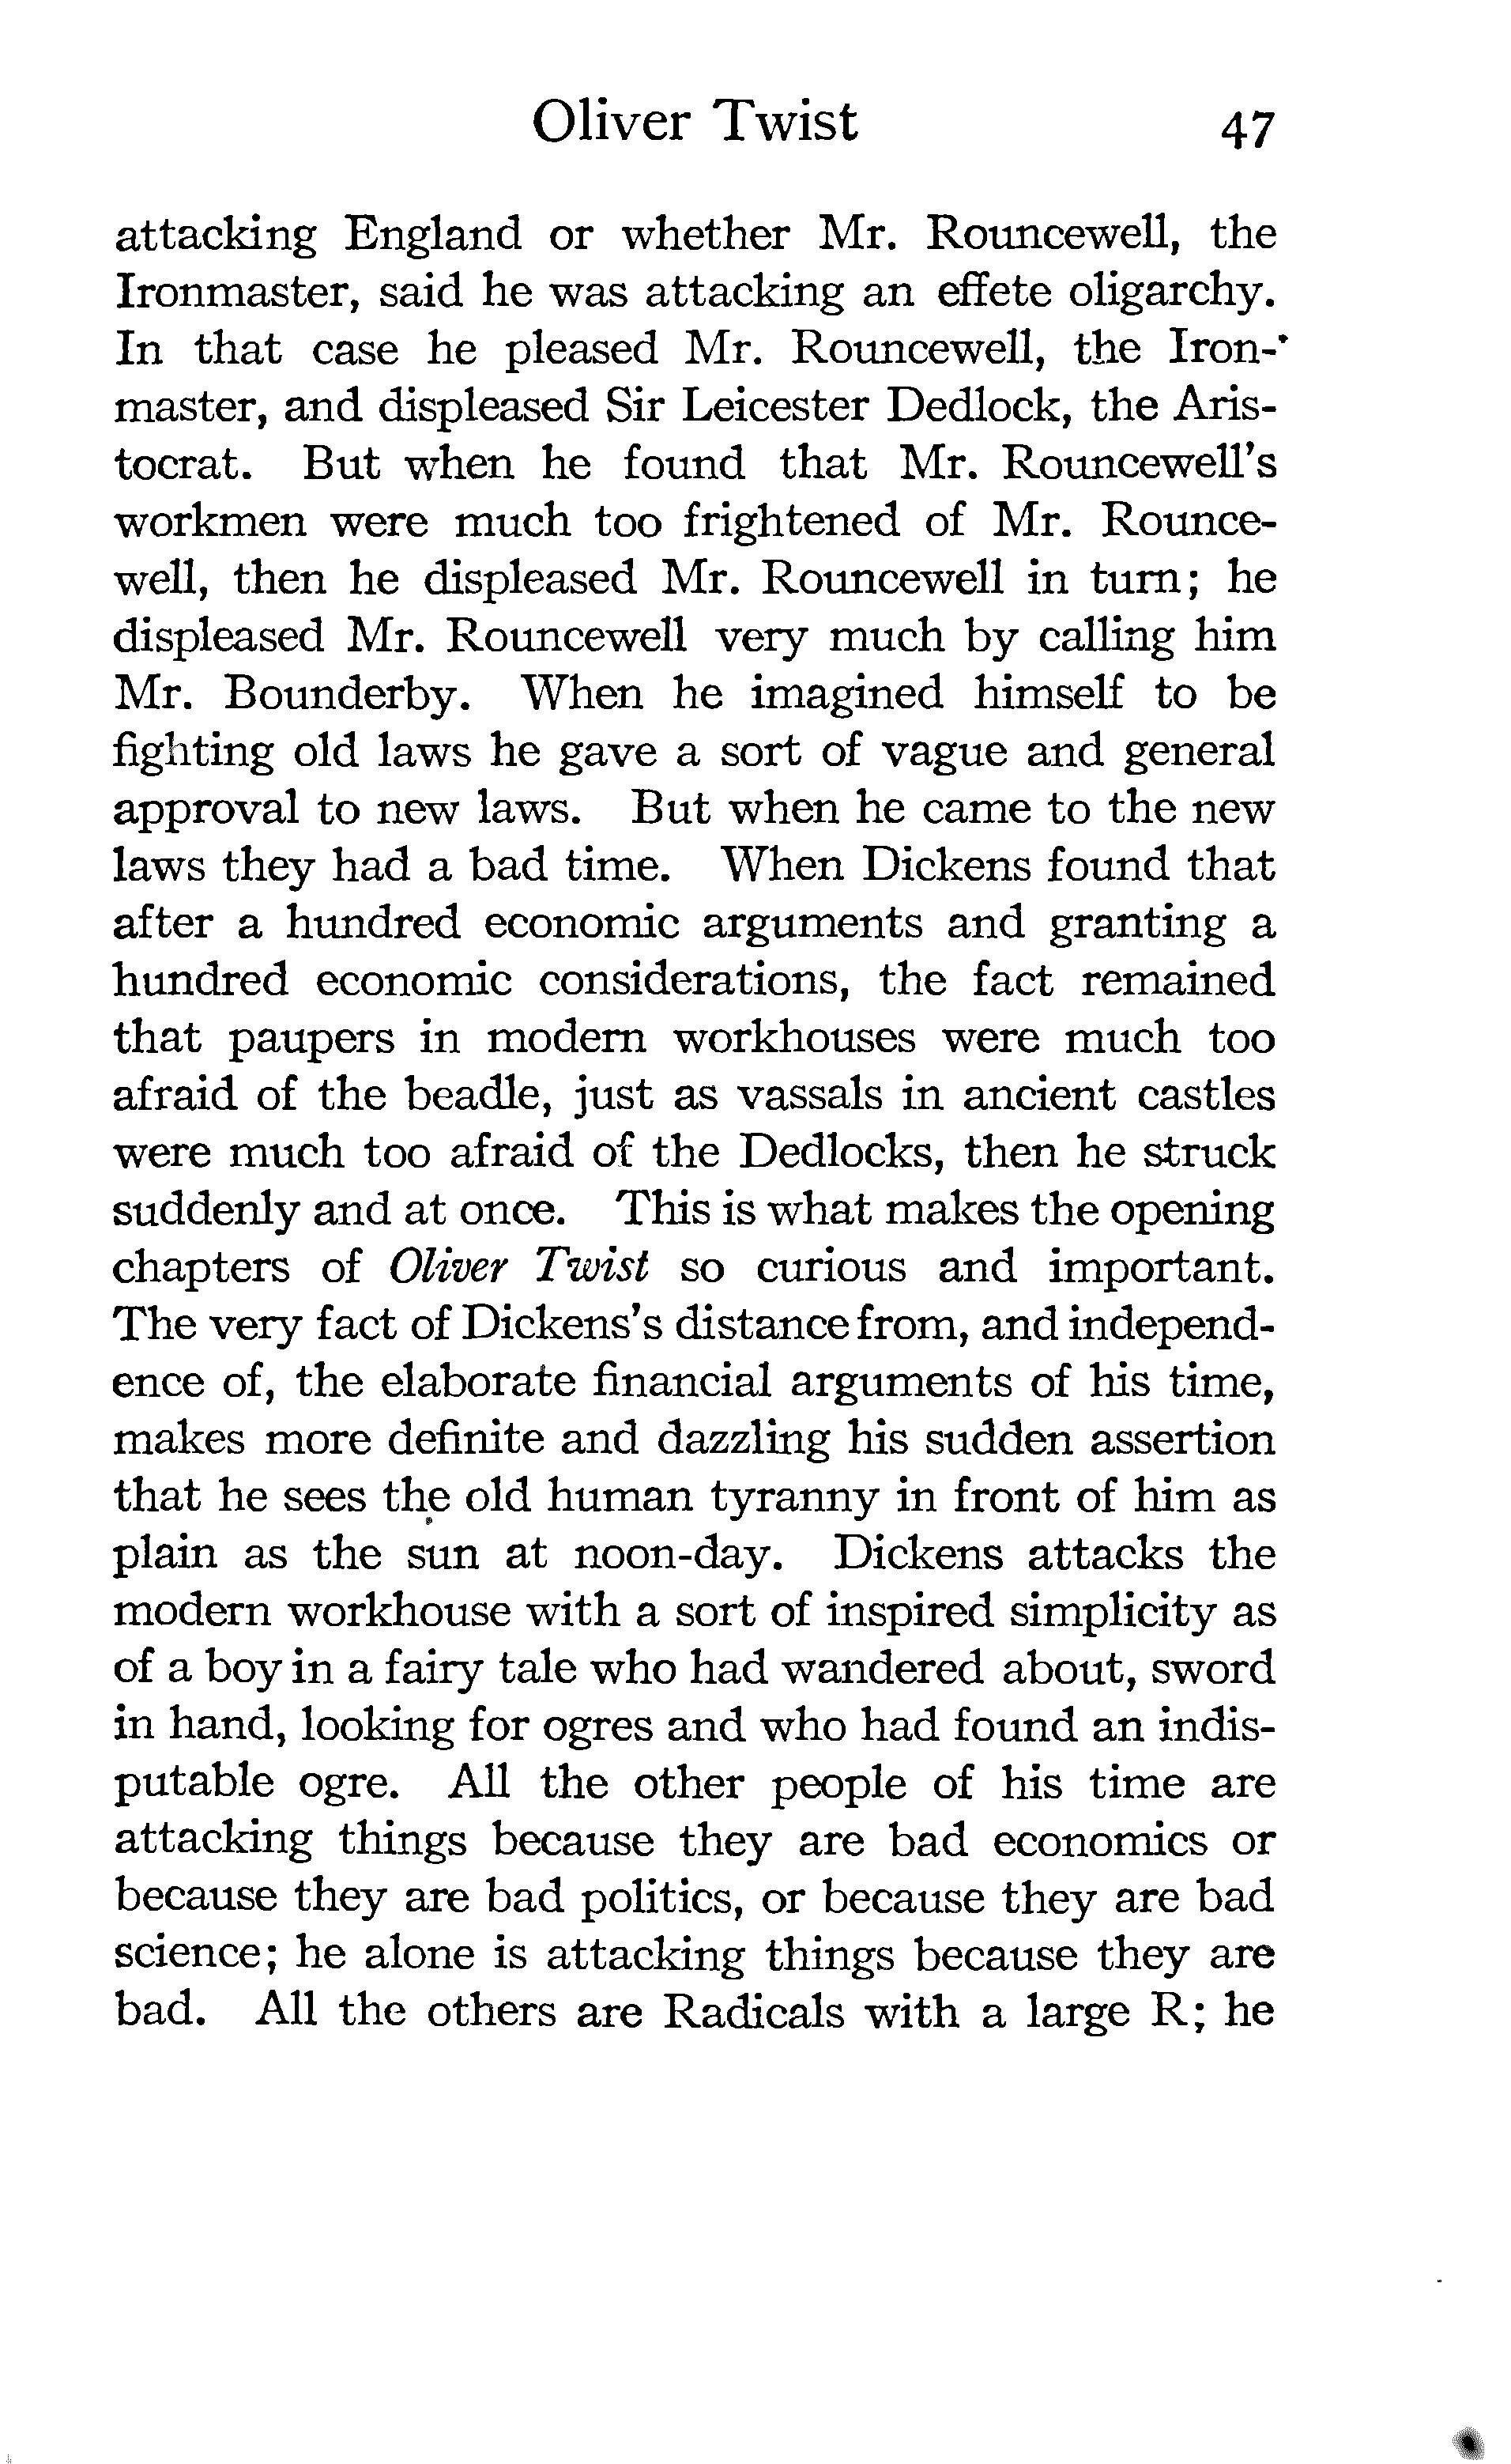 Oliver Twist 47
attacking England or whether Mr. Rouncewell, the
Ironmaster, said he was attacking an effete oligarchy.
In that case he pleased Mr. Rouncewell, the Iron-
master, and displeased Sir Leicester Dedlock, the Aris-
tocrat. But when he found that Mr. Rouncewell's
workmen were much too frightened of Mr. Rounce-
well, then he displeased Mr. Rouncewell in turn; he
displeased Mr. Rouncewell very much by calling him
Mr. Bounderby. When he imagined himself to be
fighting old laws he gave a sort of vague and general
approval to new laws. But when he came to the new
laws they had a bad time. When Dickens found that
after a hundred economic arguments and granting a
hundred economic considerations, the fact remained
that paupers in modern workhouses were much too
afraid of the beadle, just as vassals in ancient castles
were much too afraid of the Dedlocks, then he struck
suddenly and at once. This is what makes the opening
chapters of Oliver Twist so curious and important.
The very fact of Dickens's distance from, and independ-
ence of, the elaborate financial arguments of his time,
makes more definite and dazzling his sudden assertion
that he sees the old human tyranny in front of him as
plain as the sun at noon-day. Dickens attacks the
modern workhouse with a sort of inspired simplicity as
of a boy in a fairy tale who had wandered about, sword
in hand, looking for ogres and who had found an indis-
putable ogre. All the other people of his time are
attacking things because they are bad economics or
because they are bad politics, or because they are bad
science; he alone is attacking things because they are
bad. All the others are Radicals with a large R; he